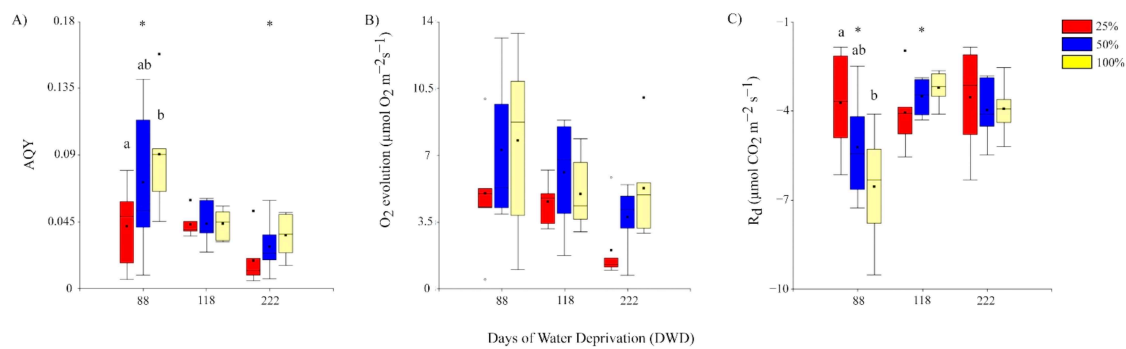 A)
0.18
0.135
0.09
0.045
0
AQY
*
*
a
ab
b
88
118
222
B)
14
10.5
7
3.5
0
O₂ evolution (µmol O₂ m⁻²s⁻¹)
88
118
222
Days of Water Deprivation (DWD)
C)
−1
−4
−7
−10
R_d (µmol CO₂ m⁻² s⁻¹)
*
*
a
ab
b
88
118
222
25%
50%
100%